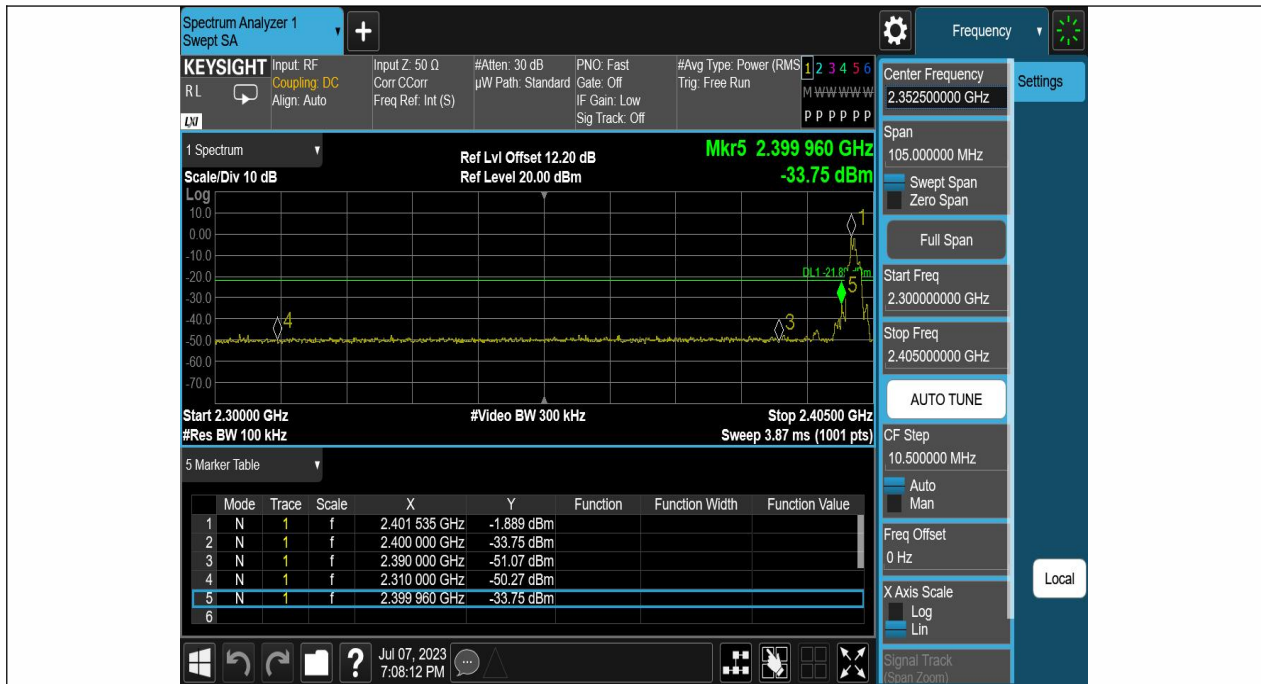 Spectrum Analyzer 1
Swept SA
Frequency
KEYSIGHT
RL
LXI
Input: RF
Coupling: DC
Align: Auto
Input Z: 50 Ω
Corr CCorr
Freq Ref: Int (S)
#Atten: 30 dB
µW Path: Standard
PNO: Fast
Gate: Off
IF Gain: Low
Sig Track: Off
#Avg Type: Power (RMS
Trig: Free Run
1 2 3 4 5 6
M W W W W W
P P P P P P
1 Spectrum
Scale/Div 10 dB
Ref Lvl Offset 12.20 dB
Ref Level 20.00 dBm
Mkr5 2.399 960 GHz
-33.75 dBm
Log
10.0
0.00
-10.0
-20.0
-30.0
-40.0
-50.0
-60.0
-70.0
1
5
4
3
Start 2.30000 GHz
#Video BW 300 kHz
Stop 2.40500 GHz
#Res BW 100 kHz
Sweep 3.87 ms (1001 pts)
5 Marker Table
Mode Trace Scale X Y Function Function Width Function Value
1 N 1 f 2.401 535 GHz -1.889 dBm
2 N 1 f 2.400 000 GHz -33.75 dBm
3 N 1 f 2.390 000 GHz -51.07 dBm
4 N 1 f 2.310 000 GHz -50.27 dBm
5 N 1 f 2.399 960 GHz -33.75 dBm
6
Jul 07, 2023
7:08:12 PM
Center Frequency
2.352500000 GHz
Settings
Span
105.000000 MHz
Swept Span
Zero Span
Full Span
Start Freq
2.300000000 GHz
Stop Freq
2.405000000 GHz
AUTO TUNE
CF Step
10.500000 MHz
Auto
Man
Freq Offset
0 Hz
X Axis Scale
Log
Lin
Local
Signal Track
(Span Zoom)